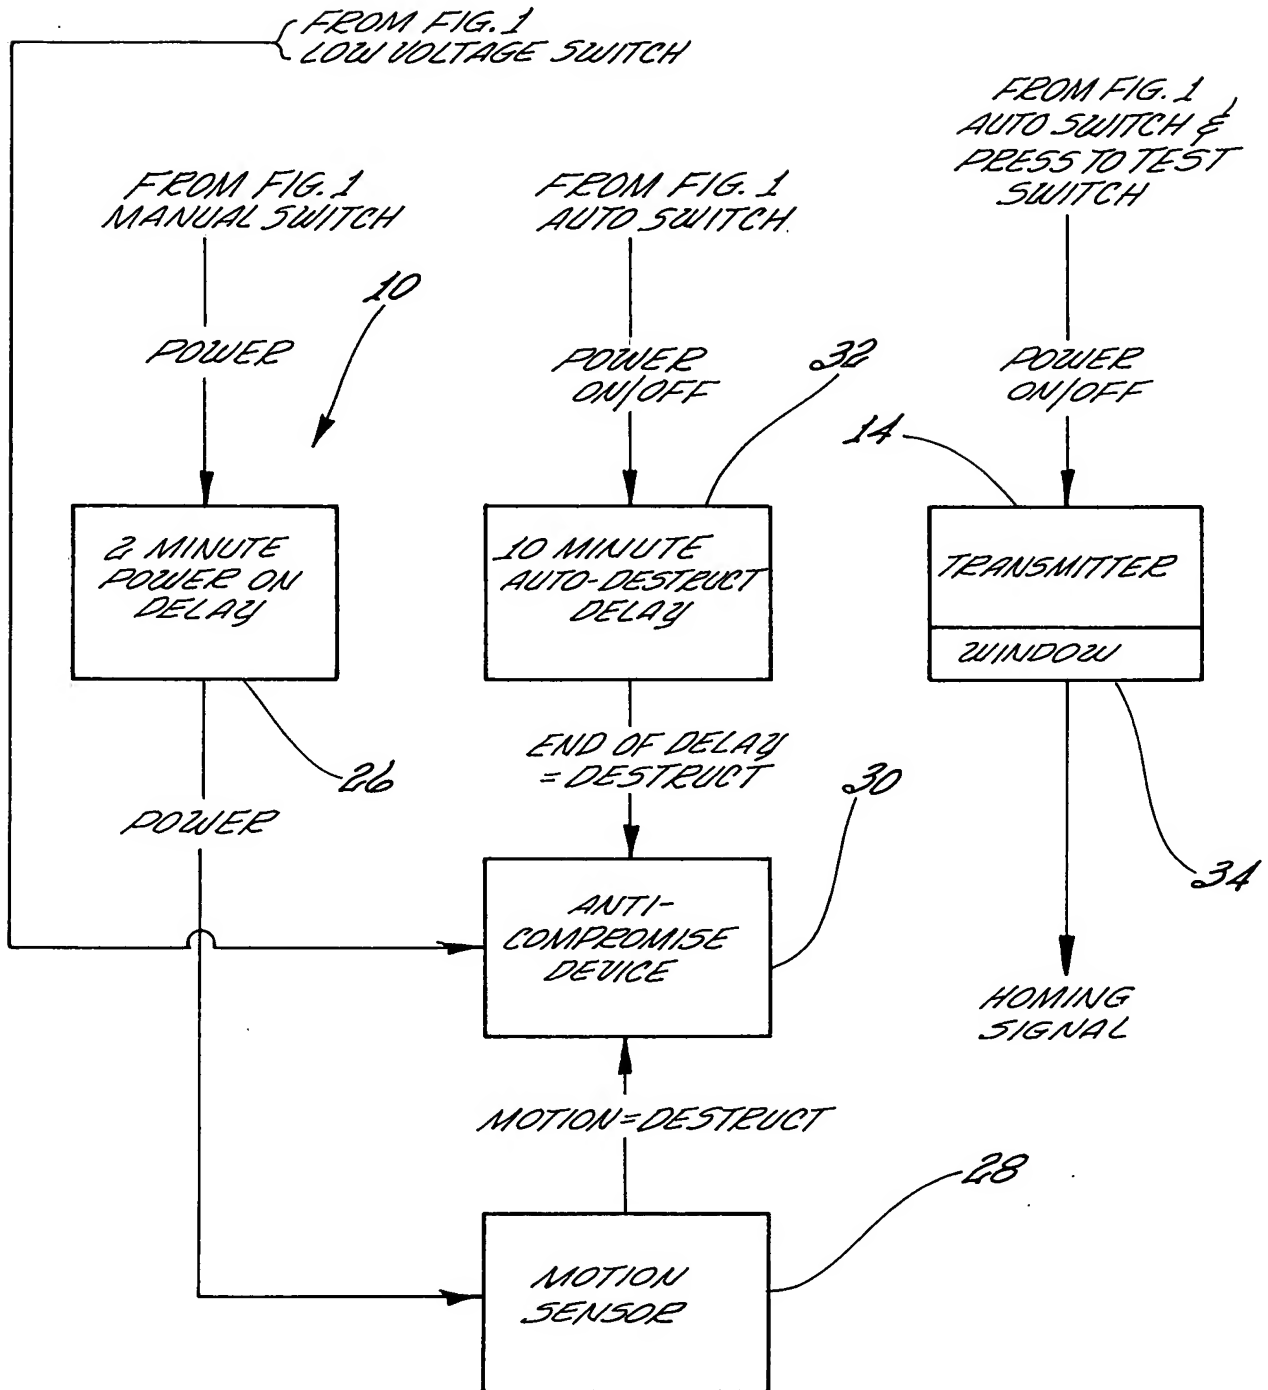 FROM FIG. 1
LOW VOLTAGE SWITCH
FROM FIG. 1
AUTO SWITCH &
PRESS TO TEST
SWITCH
FROM FIG. 1
MANUAL SWITCH
FROM FIG. 1
AUTO SWITCH
10
POWER
POWER
ON/OFF
32
POWER
ON/OFF
14
2 MINUTE
POWER ON
DELAY
10 MINUTE
AUTO-DESTRUCT
DELAY
TRANSMITTER
WINDOW
26
END OF DELAY
= DESTRUCT
30
34
POWER
ANTI-
COMPROMISE
DEVICE
HOMING
SIGNAL
MOTION=DESTRUCT
28
MOTION
SENSOR